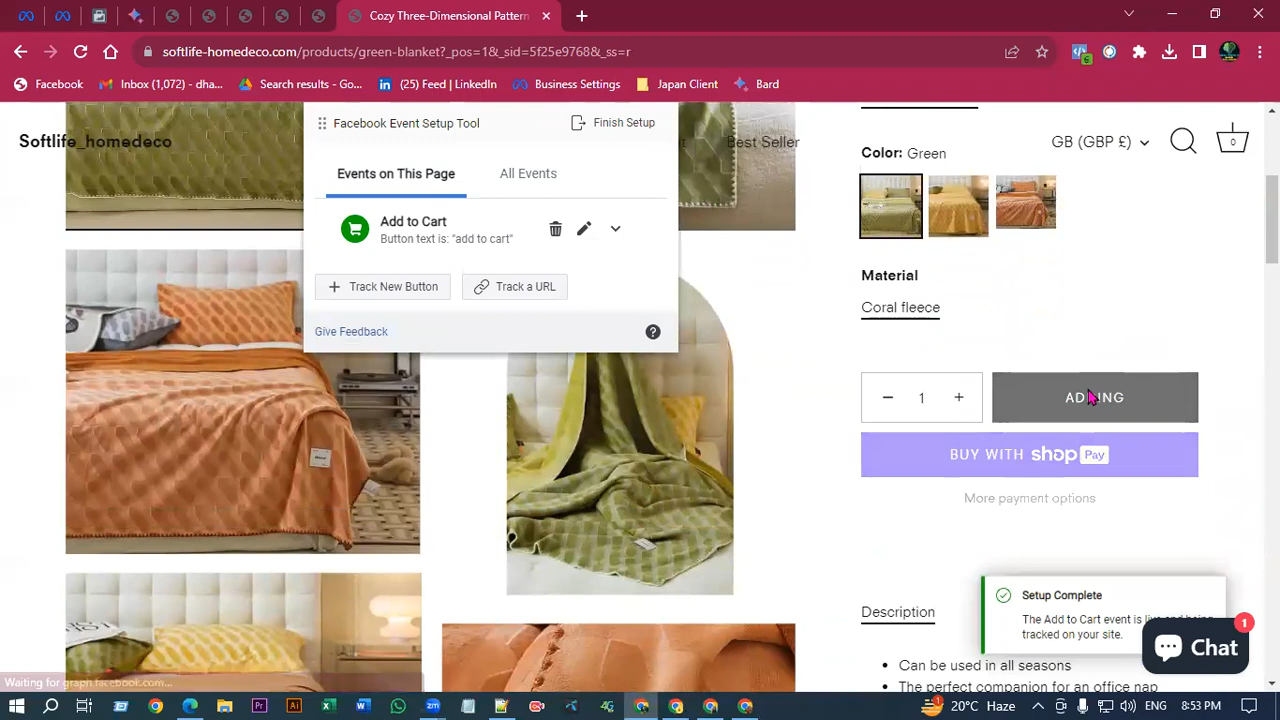 Cozy Three-Dimensional Pattern
softlife-homedeco.com/products/green-blanket?_pos=1&_sid=5f25e9768&_ss=r
6
Facebook
Inbox (1,072) - dha...
Search results - Go...
(25) Feed | LinkedIn
Business Settings
Japan Client
Bard
Softlife_homedeco
Best Seller
GB (GBP £)
0
Facebook Event Setup Tool
Finish Setup
Events on This Page
All Events
Add to Cart
Button text is: "add to cart"
Track New Button
Track a URL
Give Feedback
Color: Green
Material
Coral fleece
1
ADDING
BUY WITH shop Pay
More payment options
Description
Can be used in all seasons
The perfect companion for an office nap
Setup Complete
The Add to Cart event is live and being
tracked on your site.
1
Chat
Waiting for graph.facebook.com...
20°C Haze
ENG
8:53 PM